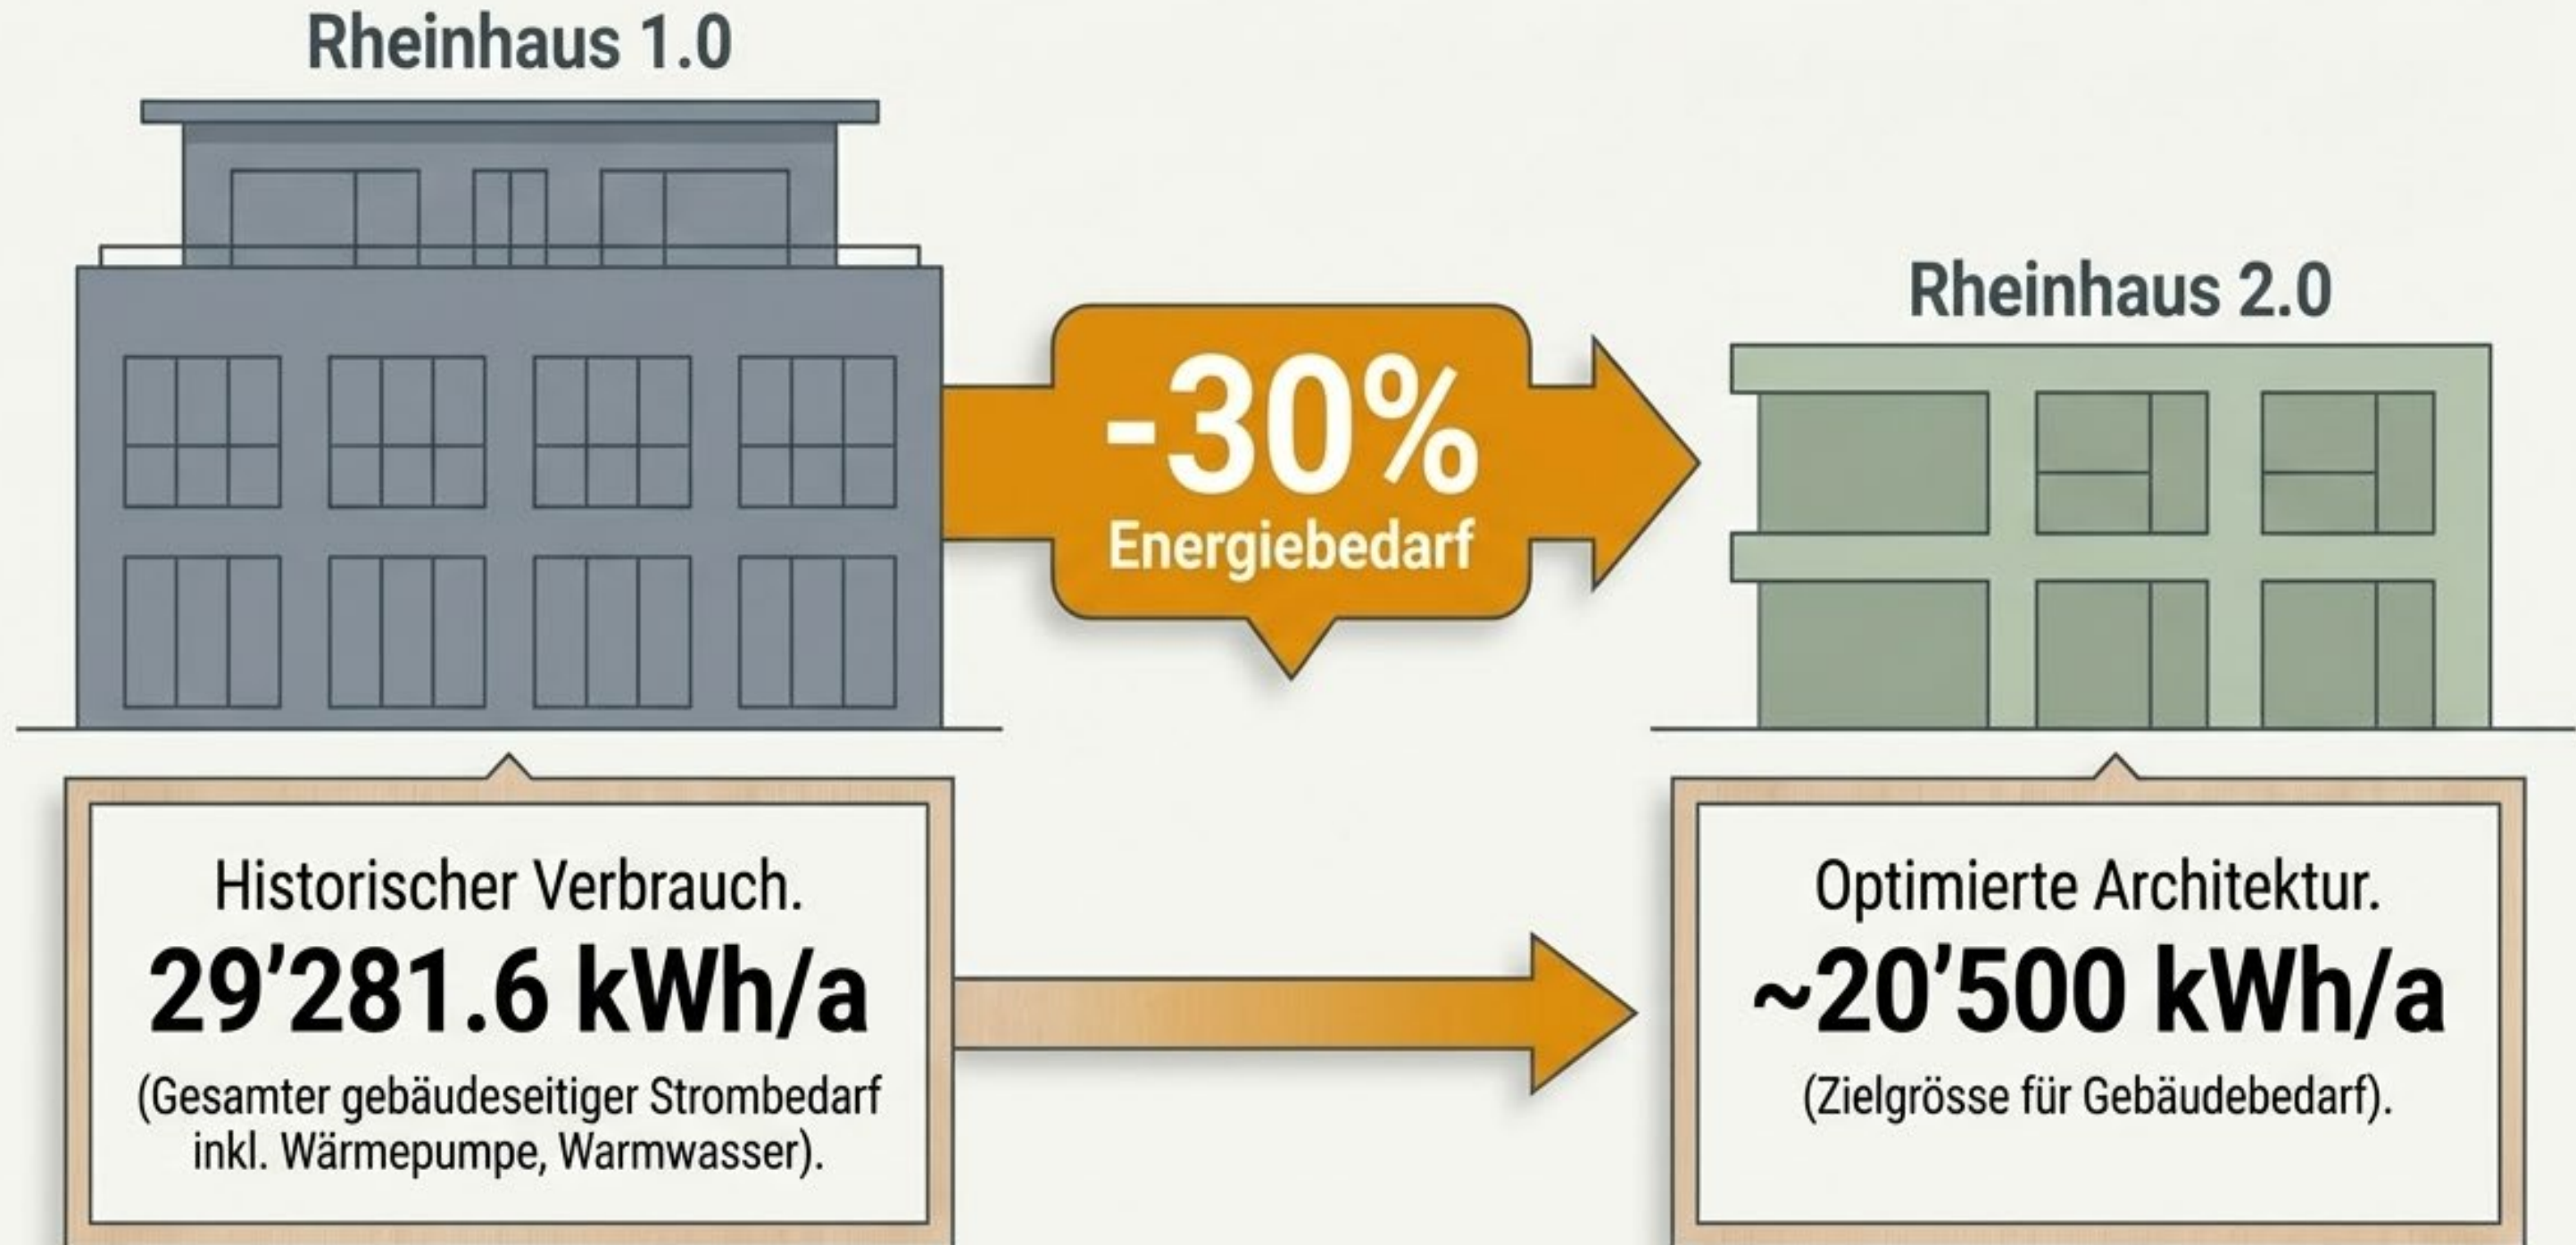 Rheinhaus 1.0
-30%
Energiebedarf
Rheinhaus 2.0
Historischer Verbrauch.
29’281.6 kWh/a
(Gesamter gebäudeseitiger Strombedarf
inkl. Wärmepumpe, Warmwasser).
Optimierte Architektur.
~20’500 kWh/a
(Zielgrösse für Gebäudebedarf).